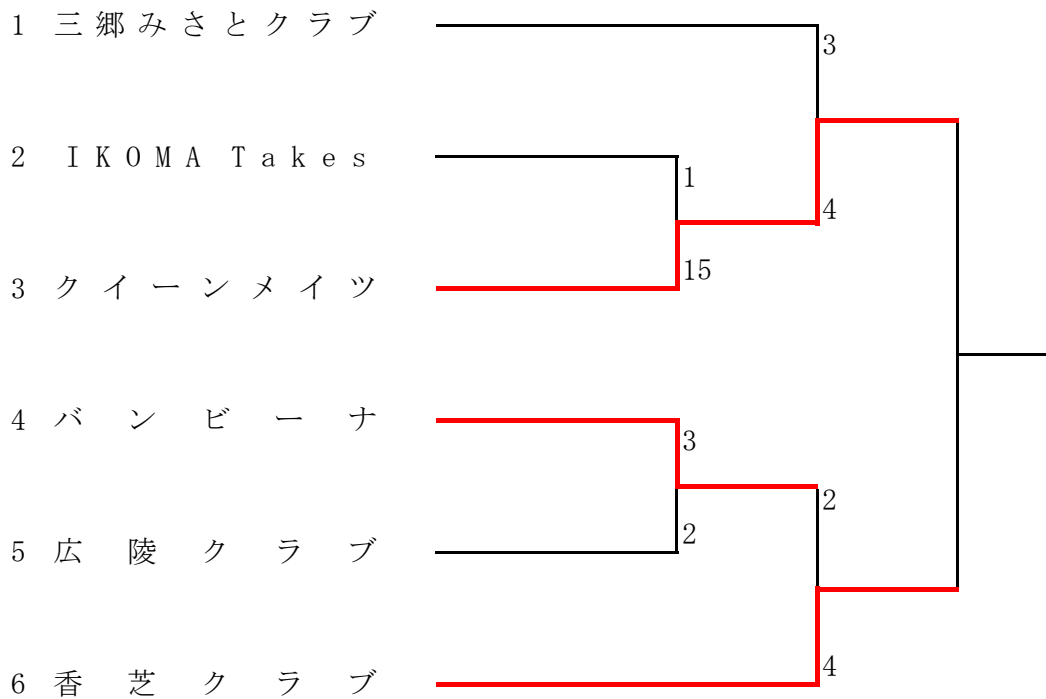 1 三郷みさとクラブ
3
2 IKOMA Takes
1
4
15
3 クイーンメイツ
4 バンビーナ
3
2
2
5 広陵クラブ
4
6 香芝クラブ